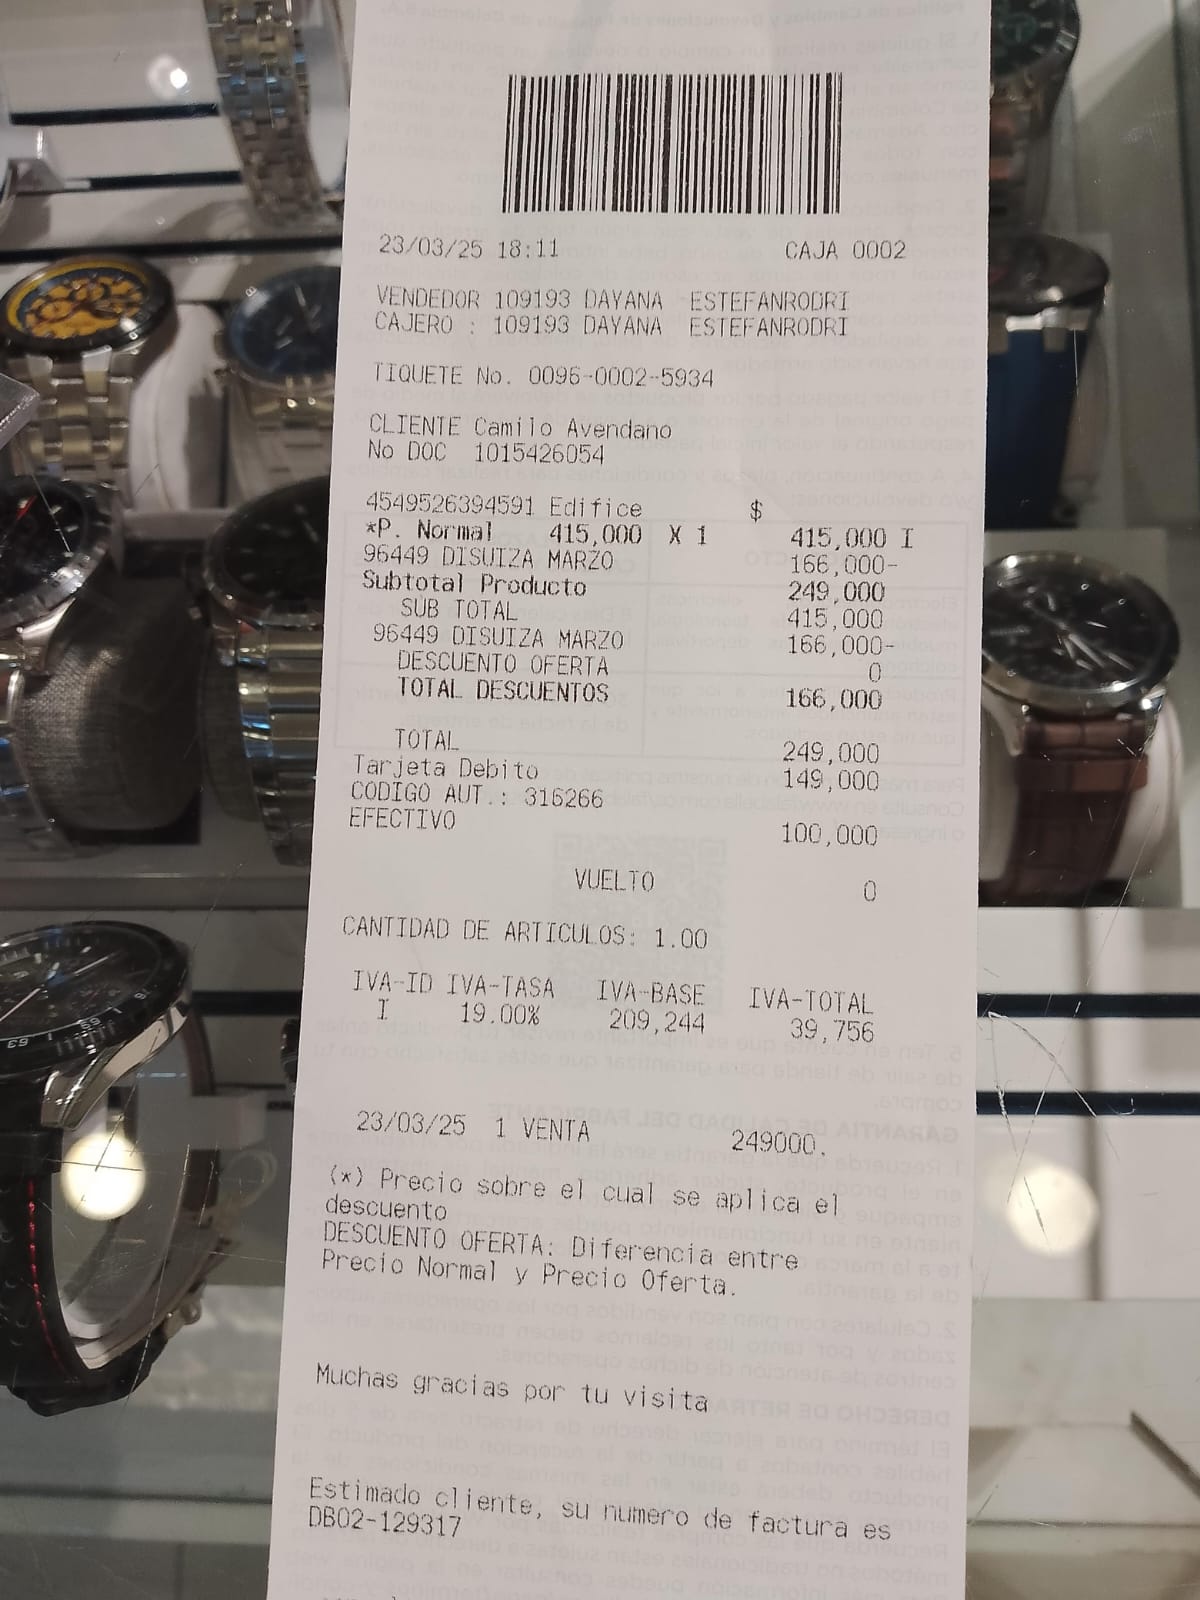 23/03/25 18:11 CAJA 0002
VENDEDOR 109193 DAYANA ESTEFANRODRI
CAJERO : 109193 DAYANA ESTEFANRODRI
TIQUETE No. 0096-0002-5934
CLIENTE Camilo Avendano
No DOC 1015426054
4549526394591 Edifice $
*P. Normal 415,000 X 1 415,000 I
96449 DISUIZA MARZO 166,000-
Subtotal Producto 249,000
SUB TOTAL 415,000
96449 DISUIZA MARZO 166,000-
DESCUENTO OFERTA 0
TOTAL DESCUENTOS 166,000
TOTAL 249,000
Tarjeta Debito 149,000
CODIGO AUT.: 316266
EFECTIVO 100,000
VUELTO 0
CANTIDAD DE ARTICULOS: 1.00
IVA-ID IVA-TASA IVA-BASE IVA-TOTAL
I 19.00% 209,244 39,756
23/03/25 1 VENTA 249000.
(*) Precio sobre el cual se aplica el
descuento
DESCUENTO OFERTA: Diferencia entre
Precio Normal y Precio Oferta.
Muchas gracias por tu visita
Estimado cliente, su numero de factura es
DB02-129317